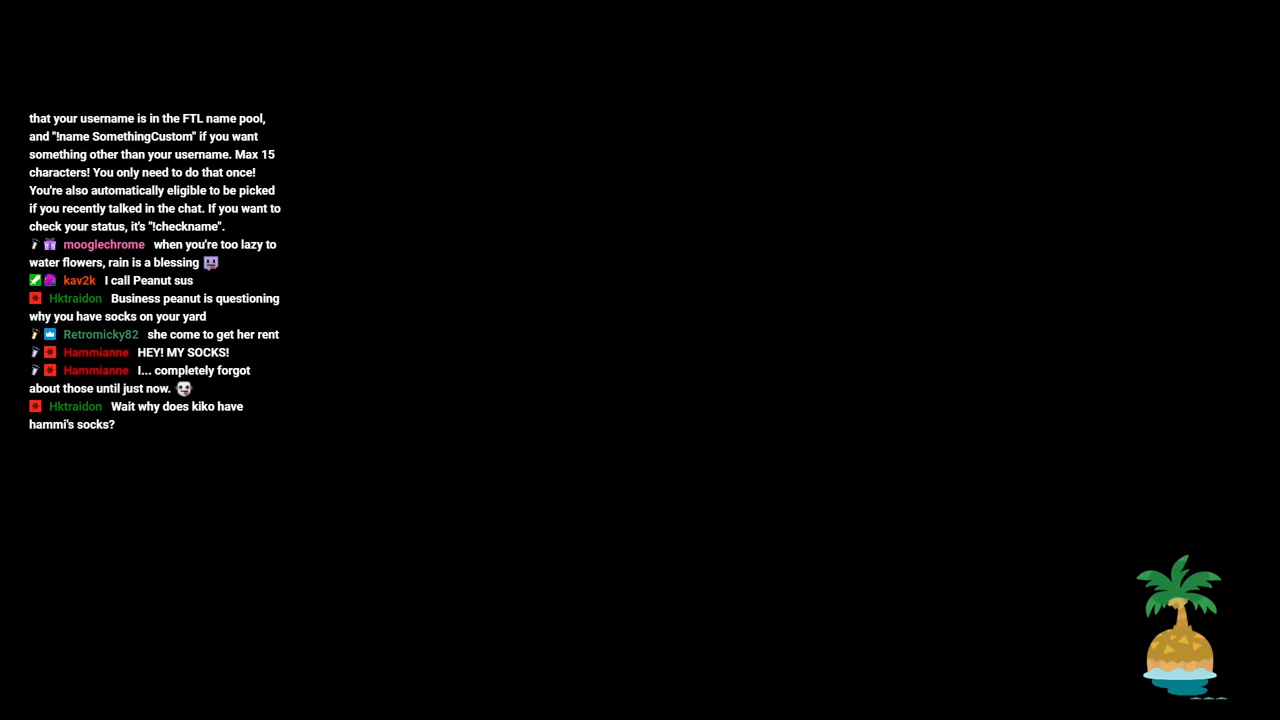 that your username is in the FTL name pool,
and "!name SomethingCustom" if you want
something other than your username. Max 15
characters! You only need to do that once!
You're also automatically eligible to be picked
if you recently talked in the chat. If you want to
check your status, it's "!checkname".
mooglechrome when you're too lazy to
water flowers, rain is a blessing
kav2k I call Peanut sus
Hktraidon Business peanut is questioning
why you have socks on your yard
Retromicky82 she come to get her rent
Hammianne HEY! MY SOCKS!
Hammianne I... completely forgot
about those until just now.
Hktraidon Wait why does kiko have
hammi's socks?